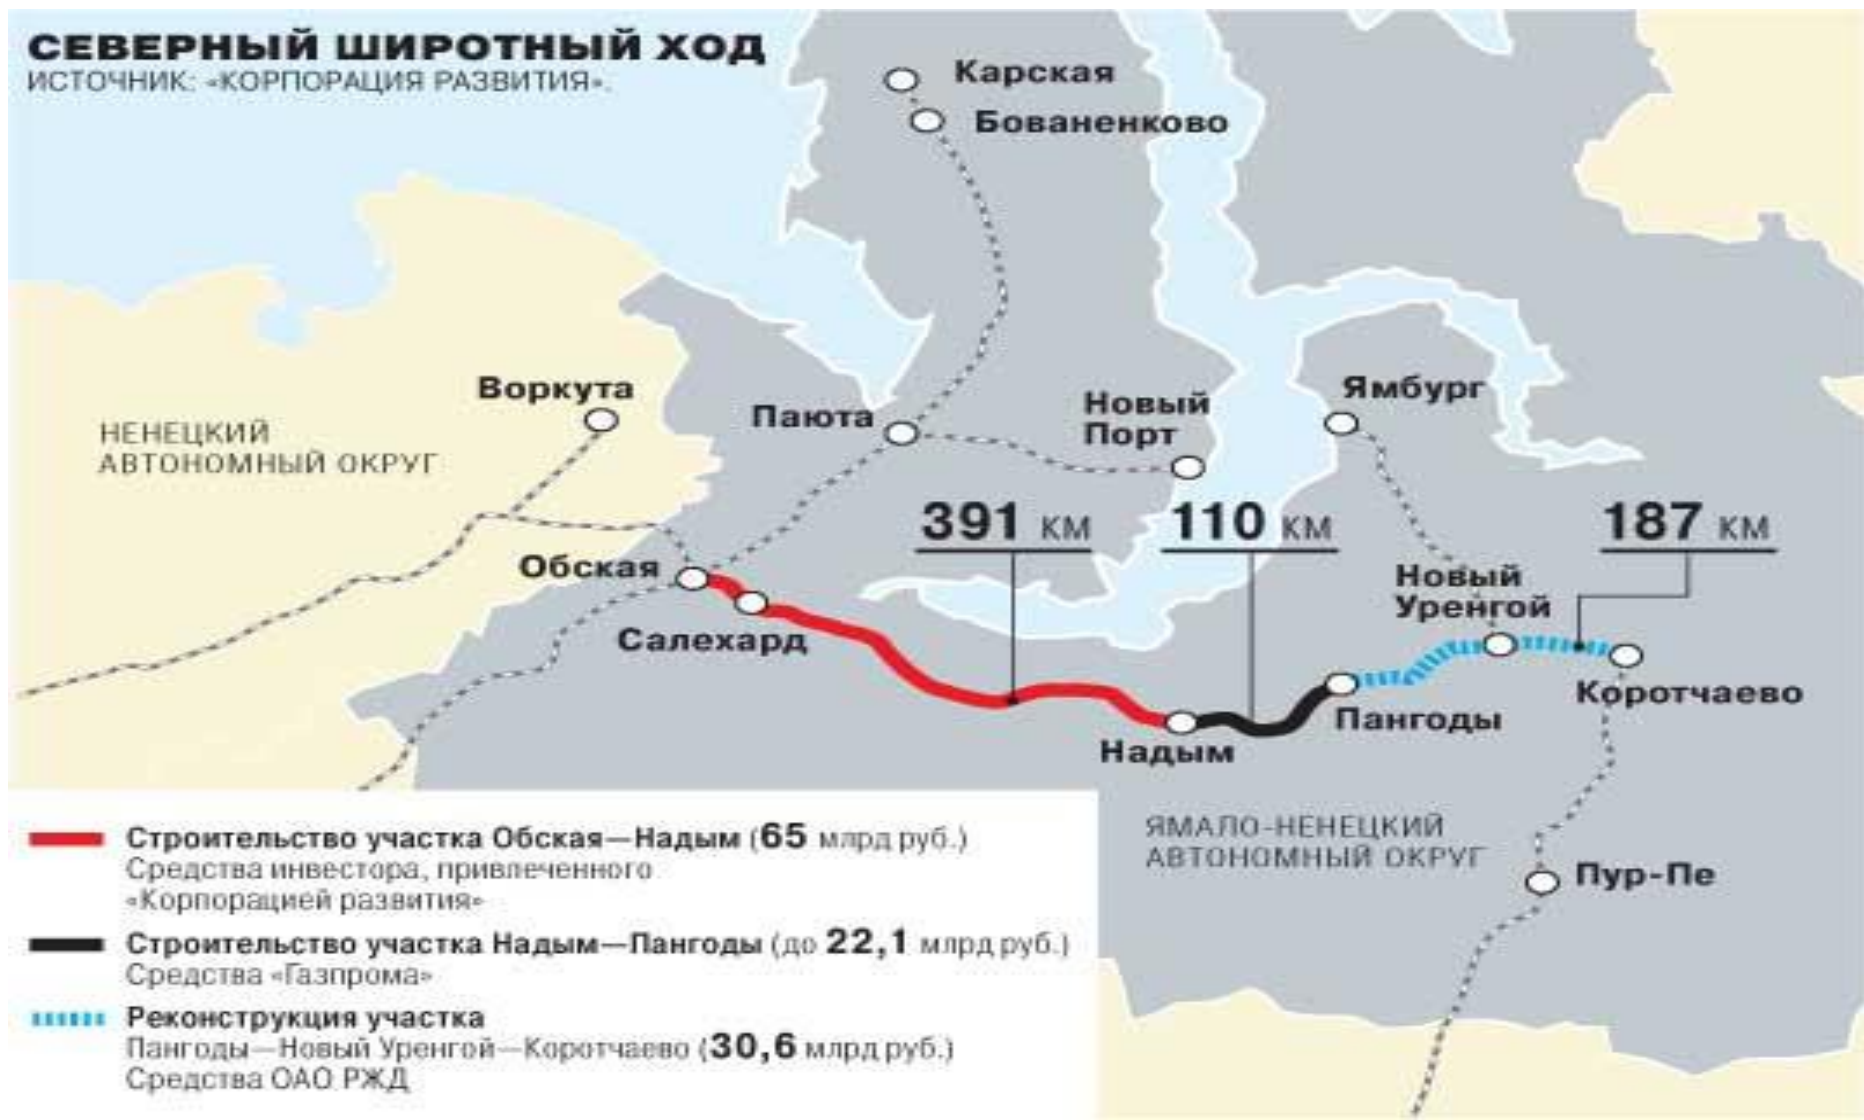 СЕВЕРНЫЙ ШИРОТНЫЙ ХОД
ИСТОЧНИК: «КОРПОРАЦИЯ РАЗВИТИЯ».
Карская
Бованенково
Воркута
Паюта
Новый
Порт
Ямбург
НЕНЕЦКИЙ
АВТОНОМНЫЙ ОКРУГ
391 КМ
110 КМ
187 КМ
Обская
Салехард
Новый
Уренгой
Коротчаево
Пангоды
Надым
ЯМАЛО-НЕНЕЦКИЙ
АВТОНОМНЫЙ ОКРУГ
Пур-Пе
Строительство участка Обская—Надым (65 млрд руб.)
Средства инвестора, привлеченного
«Корпорацией развития»
Строительство участка Надым—Пангоды (до 22,1 млрд руб.)
Средства «Газпрома»
Реконструкция участка
Пангоды—Новый Уренгой—Коротчаево (30,6 млрд руб.)
Средства ОАО РЖД